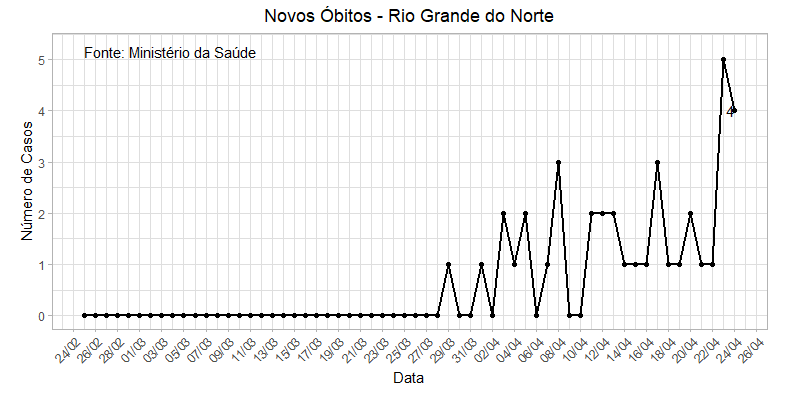 Novos Óbitos - Rio Grande do Norte
Fonte: Ministério da Saúde
Número de Casos
5
4
3
2
1
0
4
24/02 26/02 28/02 01/03 03/03 05/03 07/03 09/03 11/03 13/03 15/03 17/03 19/03 21/03 23/03 25/03 27/03 29/03 31/03 02/04 04/04 06/04 08/04 10/04 12/04 14/04 16/04 18/04 20/04 22/04 24/04 26/04
Data